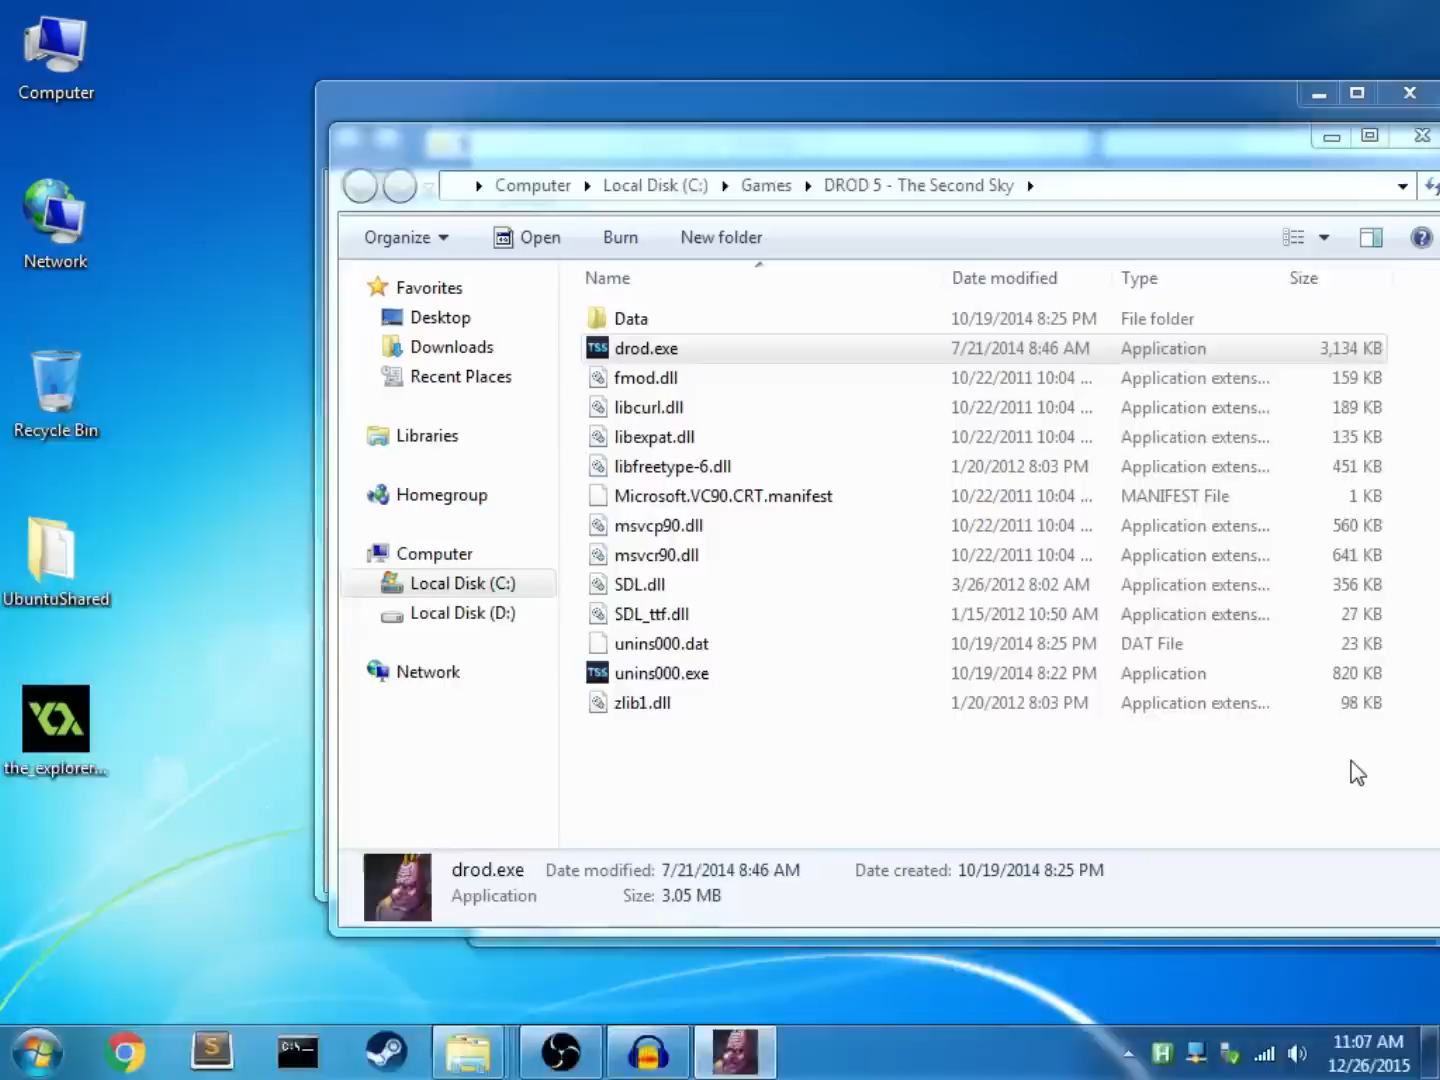 Computer
Network
Recycle Bin
UbuntuShared
the_explorer...
Computer Local Disk (C:) Games DROD 5 - The Second Sky
Organize Open Burn New folder
Favorites
Desktop
Downloads
Recent Places
Libraries
Homegroup
Computer
Local Disk (C:)
Local Disk (D:)
Network
Name Date modified Type Size
Data 10/19/2014 8:25 PM File folder
TSS drod.exe 7/21/2014 8:46 AM Application 3,134 KB
fmod.dll 10/22/2011 10:04 ... Application extens... 159 KB
libcurl.dll 10/22/2011 10:04 ... Application extens... 189 KB
libexpat.dll 10/22/2011 10:04 ... Application extens... 135 KB
libfreetype-6.dll 1/20/2012 8:03 PM Application extens... 451 KB
Microsoft.VC90.CRT.manifest 10/22/2011 10:04 ... MANIFEST File 1 KB
msvcp90.dll 10/22/2011 10:04 ... Application extens... 560 KB
msvcr90.dll 10/22/2011 10:04 ... Application extens... 641 KB
SDL.dll 3/26/2012 8:02 AM Application extens... 356 KB
SDL_ttf.dll 1/15/2012 10:50 AM Application extens... 27 KB
unins000.dat 10/19/2014 8:25 PM DAT File 23 KB
TSS unins000.exe 10/19/2014 8:22 PM Application 820 KB
zlib1.dll 1/20/2012 8:03 PM Application extens... 98 KB
drod.exe Date modified: 7/21/2014 8:46 AM Date created: 10/19/2014 8:25 PM
Application Size: 3.05 MB
11:07 AM
12/26/2015